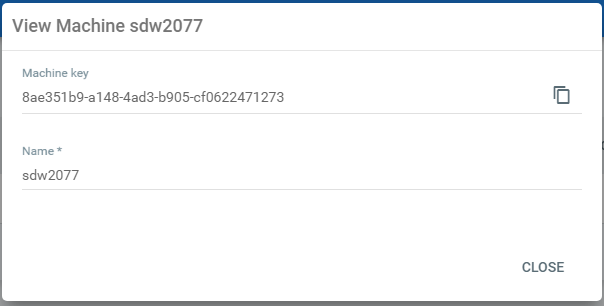 View Machine sdw2077
Machine key
8ae351b9-a148-4ad3-b905-cf0622471273
Name *
sdw2077
CLOSE